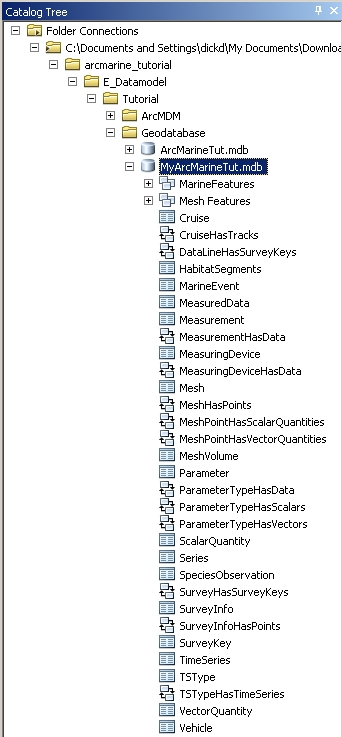 Catalog Tree
Folder Connections
C:\Documents and Settings\dickd\My Documents\Downloa
arcmarine_tutorial
E_Datamodel
Tutorial
ArcMDM
Geodatabase
ArcMarineTut.mdb
MyArcMarineTut.mdb
MarineFeatures
Mesh Features
Cruise
CruiseHasTracks
DataLineHasSurveyKeys
HabitatSegments
MarineEvent
MeasuredData
Measurement
MeasurementHasData
MeasuringDevice
MeasuringDeviceHasData
Mesh
MeshHasPoints
MeshPointHasScalarQuantities
MeshPointHasVectorQuantities
MeshVolume
Parameter
ParameterTypeHasData
ParameterTypeHasScalars
ParameterTypeHasVectors
ScalarQuantity
Series
SpeciesObservation
SurveyHasSurveyKeys
SurveyInfo
SurveyInfoHasPoints
SurveyKey
TimeSeries
TSType
TSTypeHasTimeSeries
VectorQuantity
Vehicle